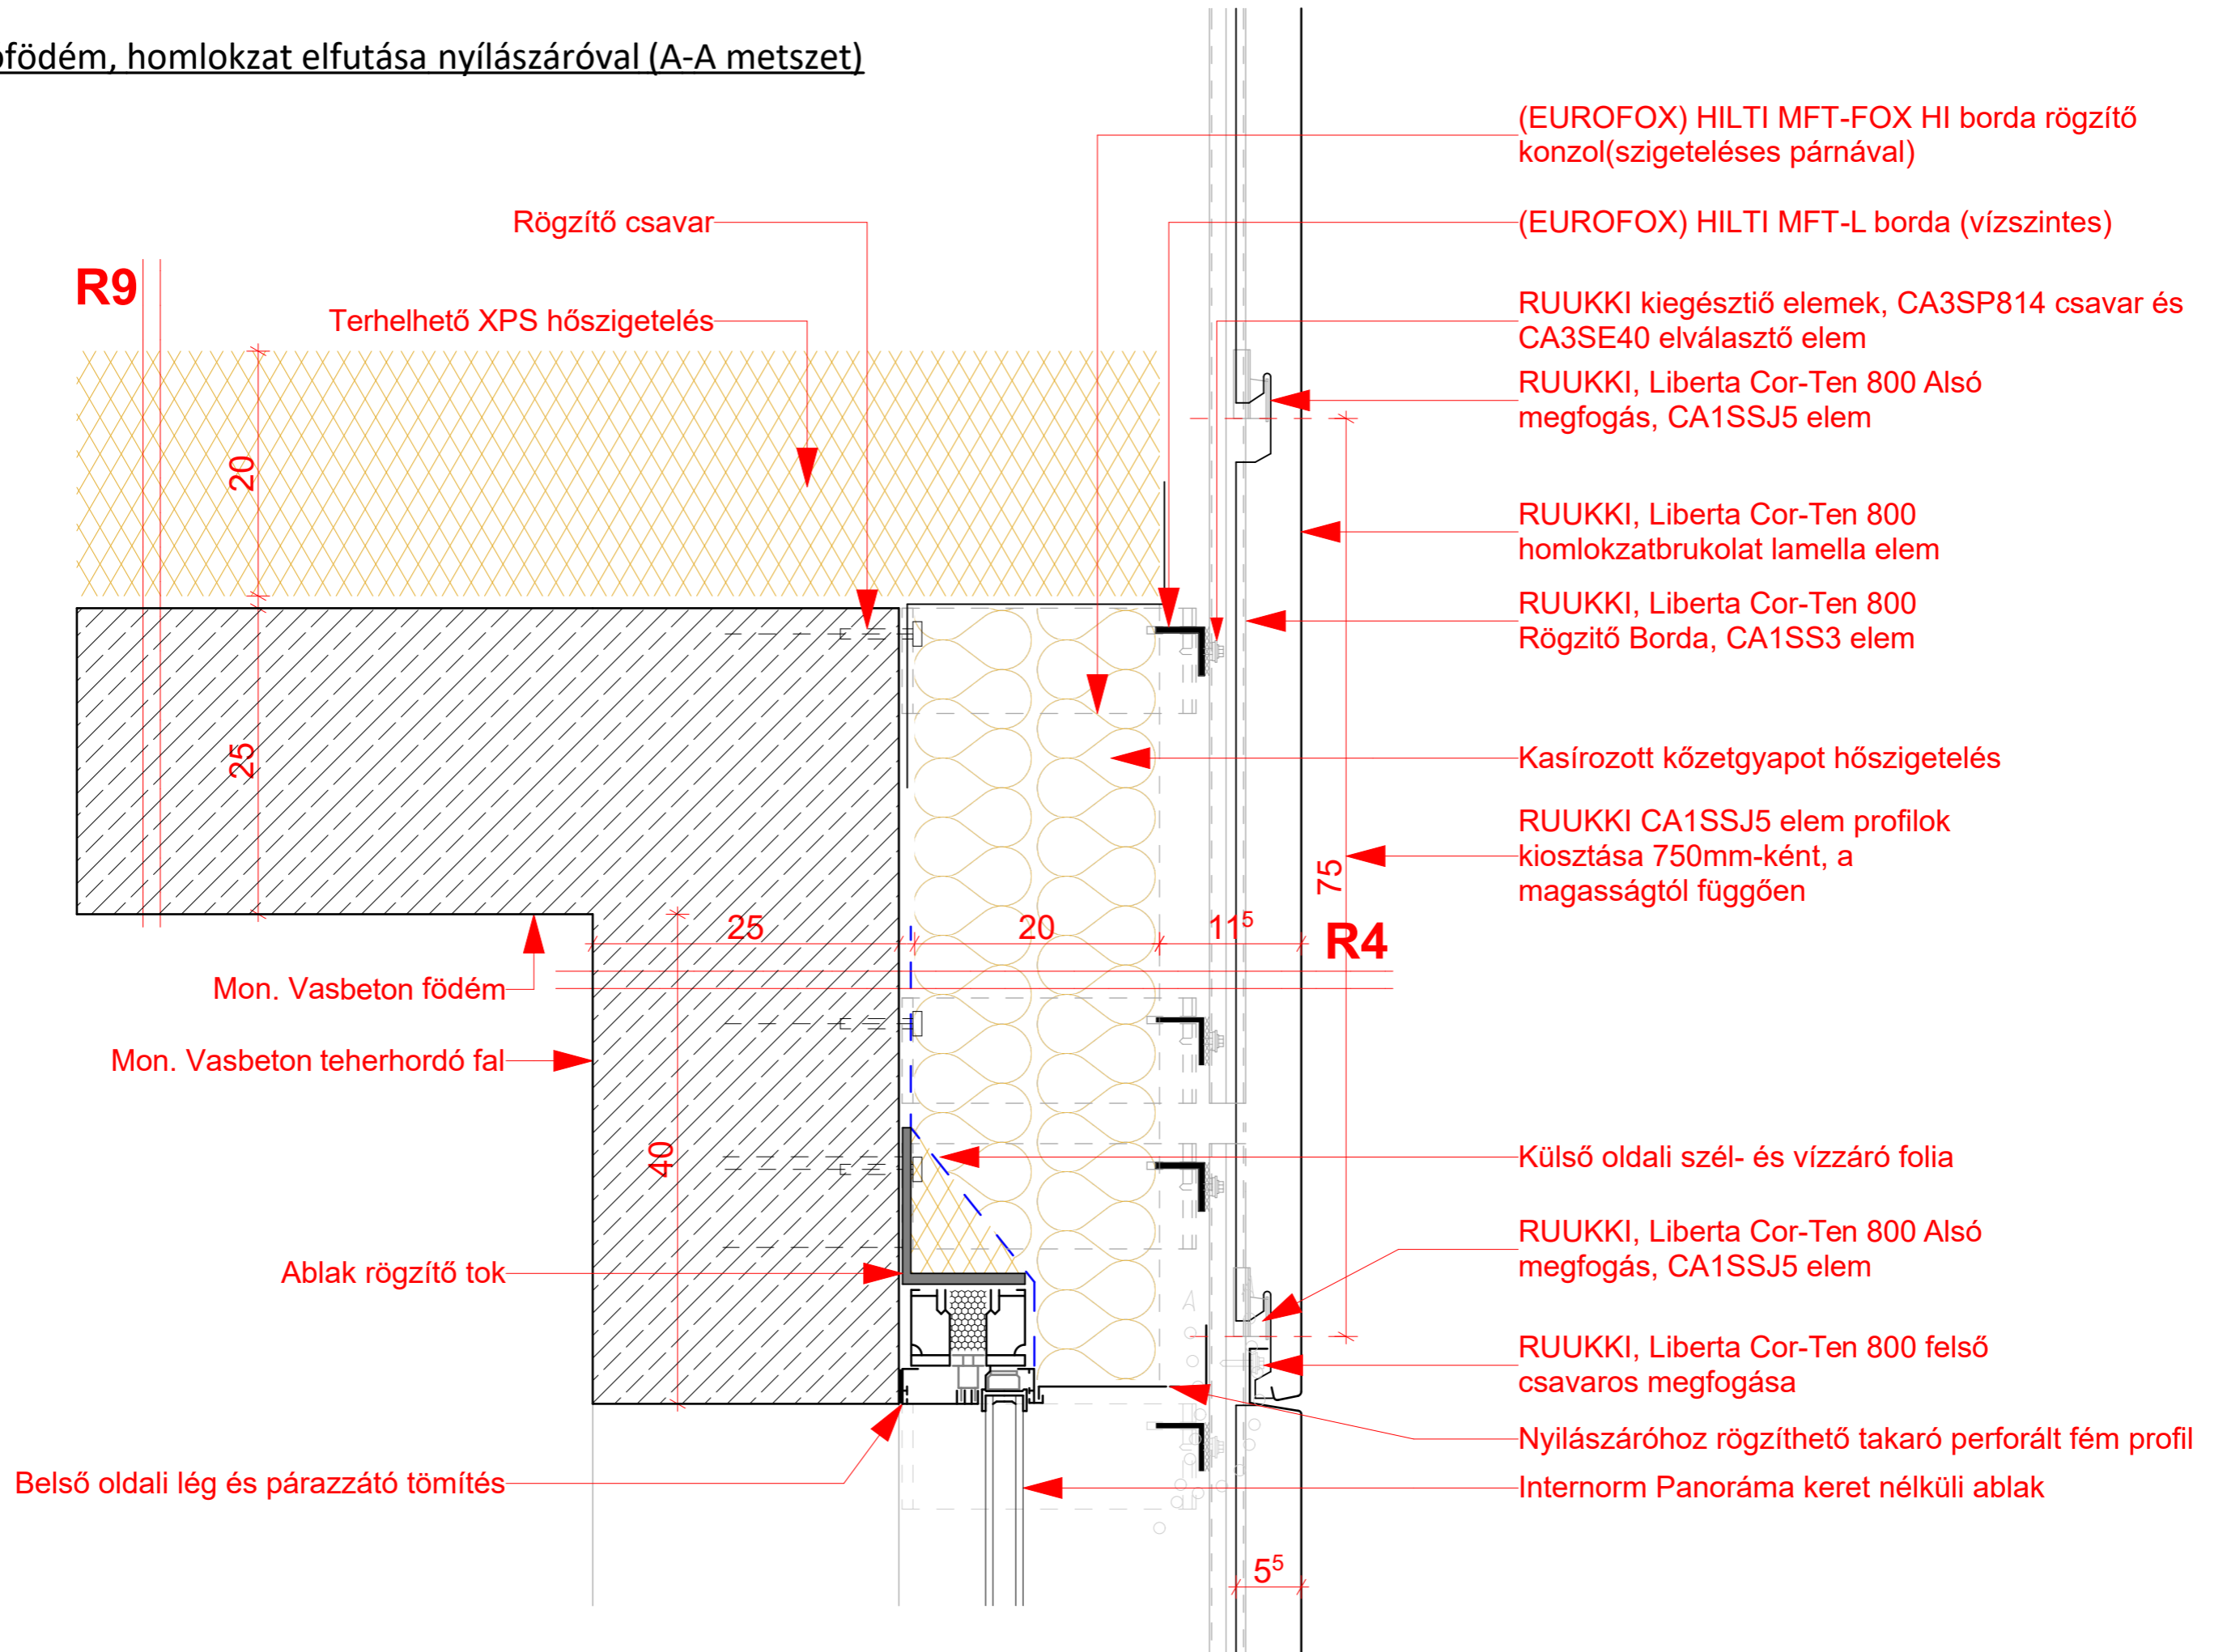 ofödém, homlokzat elfutása nyílászáróval (A-A metszet)
(EUROFOX) HILTI MFT-FOX HI borda rögzítő
konzol(szigeteléses párnával)
Rögzítő csavar
(EUROFOX) HILTI MFT-L borda (vízszintes)
R9
Terhelhető XPS hőszigetelés
RUUKKI kiegésztiő elemek, CA3SP814 csavar és
CA3SE40 elválasztő elem
RUUKKI, Liberta Cor-Ten 800 Alsó
megfogás, CA1SSJ5 elem
20
RUUKKI, Liberta Cor-Ten 800
homlokzatbrukolat lamella elem
RUUKKI, Liberta Cor-Ten 800
Rögzitő Borda, CA1SS3 elem
25
Kasírozott kőzetgyapot hőszigetelés
RUUKKI CA1SSJ5 elem profilok
kiosztása 750mm-ként, a
magasságtól függően
75
25
20
11⁵
R4
Mon. Vasbeton födém
Mon. Vasbeton teherhordó fal
40
Külső oldali szél- és vízzáró folia
RUUKKI, Liberta Cor-Ten 800 Alsó
megfogás, CA1SSJ5 elem
Ablak rögzítő tok
A
RUUKKI, Liberta Cor-Ten 800 felső
csavaros megfogása
Nyilászáróhoz rögzíthető takaró perforált fém profil
Belső oldali lég és párazzátó tömítés
Internorm Panoráma keret nélküli ablak
5⁵